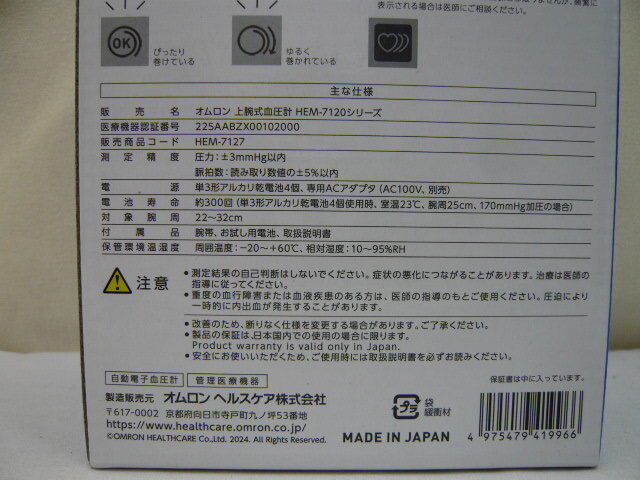 表示される場合は医師にご相談ください。
OK
ぴったり
巻けている
ゆるく
巻かれている
主な仕様
販売名 オムロン 上腕式血圧計 HEM-7120シリーズ
医療機器認証番号 225AABZX00102000
販売商品コード HEM-7127
測定精度 圧力：±3mmHg以内
脈拍数：読み取り数値の±5％以内
電源 単3形アルカリ乾電池4個、専用ACアダプタ（AC100V、別売）
電池寿命 約300回（単3形アルカリ乾電池4個使用時、室温23℃、腕周25cm、170mmHg加圧の場合）
対象腕周 22～32cm
付属品 腕帯、お試し用電池、取扱説明書
保管環境温湿度 周囲温度：−20～＋60℃、相対湿度：10～95％RH
注意
●測定結果の自己判断はしないでください。症状の悪化につながることがあります。治療は医師の
指導に従ってください。
●重度の血行障害または血液疾患のある方は、医師の指導のもとご使用ください。圧迫により
一時的に内出血が発生することがあります。
●改善のため、断りなく仕様を変更する場合があります。ご了承ください。
●製品の保証は、日本国内での使用の場合に限ります。
Product warranty is valid only in Japan.
●安全にお使いいただくため、ご使用時には取扱説明書を必ずお読みください。
自動電子血圧計 管理医療機器
保証書は中に入っています。
製造販売元 オムロン ヘルスケア株式会社
〒617-0002 京都府向日市寺戸町九ノ坪53番地
https://www.healthcare.omron.co.jp/
©OMRON HEALTHCARE Co.,Ltd. 2024. All Rights Reserved.
プラ
袋
緩衝材
MADE IN JAPAN
4 975479 419966